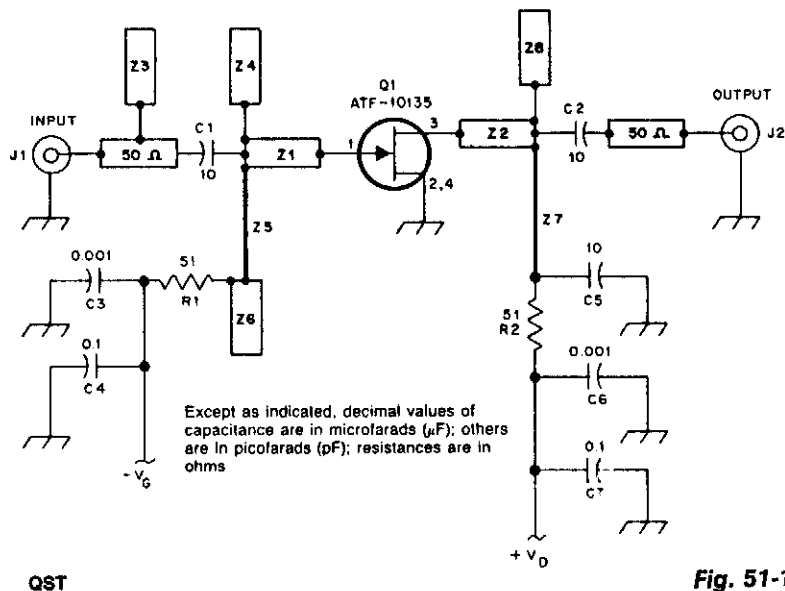 Z3
Z4
Z8
Q1
ATF-10135
INPUT
OUTPUT
J1
50 Ω
C1
10
Z1
1
3
Z2
C2
10
50 Ω
J2
2,4
Z5
Z7
0.001
C3
51
R1
Z6
10
C5
51
R2
0.1
C4
0.001
C6
Except as indicated, decimal values of
capacitance are in microfarads (µF); others
are in picofarads (pF); resistances are in
ohms
0.1
C7
-VG
+VD
QST
Fig. 51-1